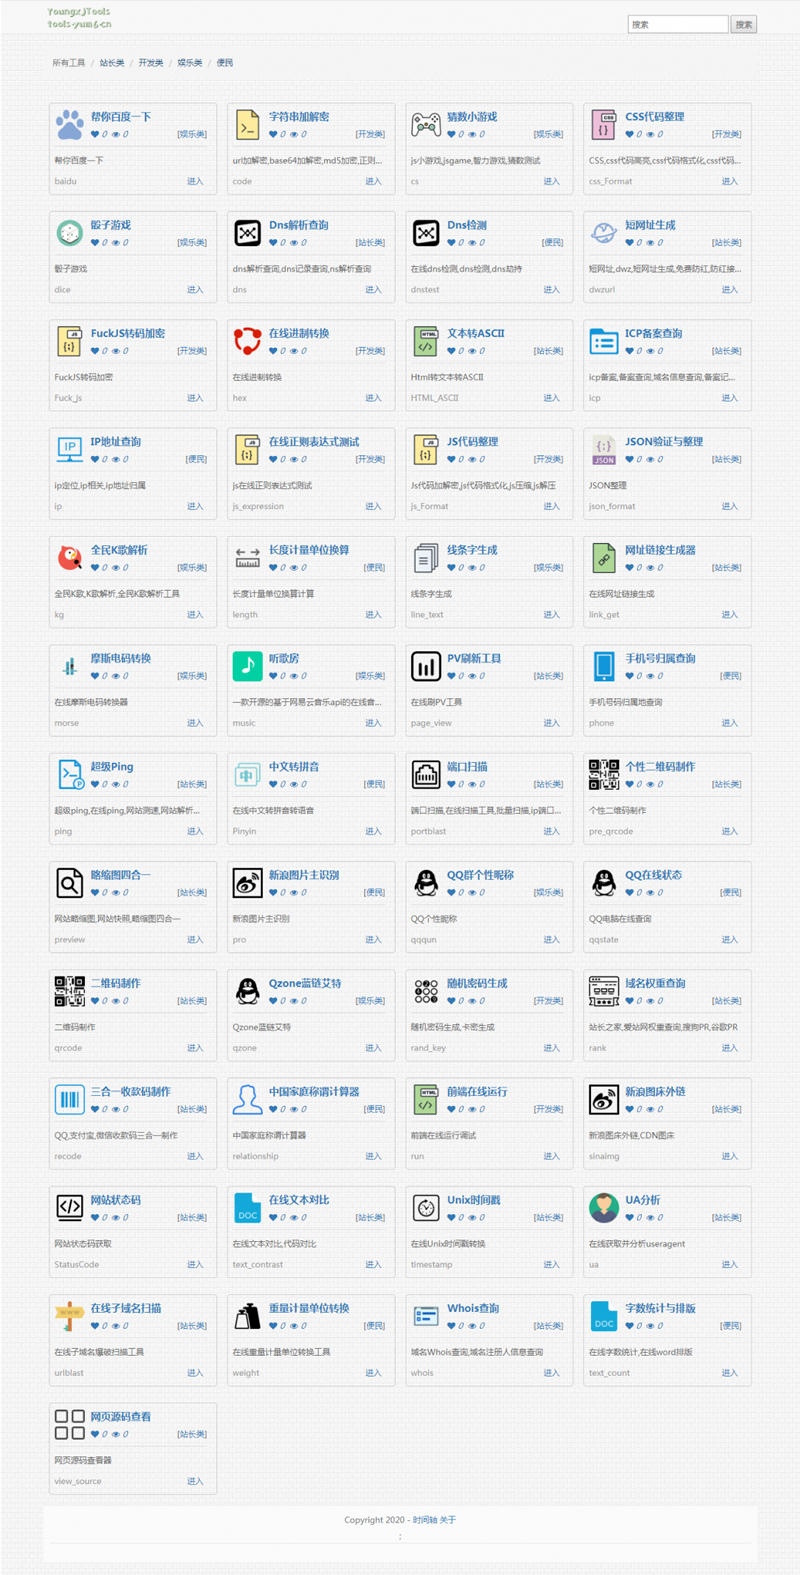 YoungxjTools
tools-yum6-cn
搜索
搜索
所有工具 / 站长类 / 开发类 / 娱乐类 / 便民
帮你百度一下
0 0 [娱乐类]
帮你百度一下
baidu 进入
字符串加解密
0 0 [开发类]
url加解密,base64加解密,md5加密,正则...
code 进入
猜数小游戏
0 0 [娱乐类]
js小游戏,jsgame,智力游戏,猜数测试
cs 进入
CSS代码整理
0 0 [开发类]
CSS,css代码高亮,css代码格式化,css代码...
css_Format 进入
骰子游戏
0 0 [娱乐类]
骰子游戏
dice 进入
Dns解析查询
0 0 [站长类]
dns解析查询,dns记录查询,ns解析查询
dns 进入
Dns检测
0 0 [便民]
在线dns检测,dns检测,dns劫持
dnstest 进入
短网址生成
0 0 [站长类]
短网址,dwz,短网址生成,免费防红,防红接...
dwzurl 进入
FuckJS转码加密
0 0 [开发类]
FuckJS转码加密
Fuck_js 进入
在线进制转换
0 0 [开发类]
在线进制转换
hex 进入
文本转ASCII
0 0 [站长类]
Html转文本转ASCII
HTML_ASCII 进入
ICP备案查询
0 0 [站长类]
icp备案,备案查询,域名信息查询,备案记...
icp 进入
IP地址查询
0 0 [便民]
ip定位,ip相关,ip地址归属
ip 进入
在线正则表达式测试
0 0 [开发类]
js在线正则表达式测试
js_expression 进入
JS代码整理
0 0 [开发类]
Js代码加解密,js代码格式化,js压缩,js解压
js_Format 进入
JSON验证与整理
0 0 [站长类]
JSON整理
json_format 进入
全民K歌解析
0 0 [娱乐类]
全民K歌,K歌解析,全民K歌解析工具
kg 进入
长度计量单位换算
0 0 [便民]
长度计量单位换算计算
length 进入
线条字生成
0 0 [娱乐类]
线条字生成
line_text 进入
网址链接生成器
0 0 [站长类]
在线网址链接生成
link_get 进入
摩斯电码转换
0 0 [娱乐类]
在线摩斯电码转换器
morse 进入
听歌房
0 0 [娱乐类]
一款开源的基于网易云音乐api的在线音...
music 进入
PV刷新工具
0 0 [站长类]
在线刷PV工具
page_view 进入
手机号归属查询
0 0 [便民]
手机号码归属地查询
phone 进入
超级Ping
0 0 [站长类]
超级ping,在线ping,网站测速,网站解析...
ping 进入
中文转拼音
0 0 [便民]
在线中文转拼音转语音
Pinyin 进入
端口扫描
0 0 [站长类]
端口扫描,在线扫描工具,批量扫描,ip端口...
portblast 进入
个性二维码制作
0 0 [站长类]
个性二维码制作
pre_qrcode 进入
略缩图四合一
0 0 [站长类]
网站略缩图,网站快照,略缩图四合一
preview 进入
新浪图片主识别
0 0 [便民]
新浪图片主识别
pro 进入
QQ群个性昵称
0 0 [娱乐类]
QQ个性昵称
qqqun 进入
QQ在线状态
0 0 [便民]
QQ电脑在线查询
qqstate 进入
二维码制作
0 0 [站长类]
二维码制作
qrcode 进入
Qzone蓝链艾特
0 0 [娱乐类]
Qzone蓝链艾特
qzone 进入
随机密码生成
0 0 [开发类]
随机密码生成,卡密生成
rand_key 进入
域名权重查询
0 0 [站长类]
站长之家,爱站网权重查询,搜狗PR,谷歌PR
rank 进入
三合一收款码制作
0 0 [站长类]
QQ,支付宝,微信收款码三合一制作
recode 进入
中国家庭称谓计算器
0 0 [便民]
中国家庭称谓计算器
relationship 进入
前端在线运行
0 0 [开发类]
前端在线运行调试
run 进入
新浪图床外链
0 0 [站长类]
新浪图床外链,CDN图床
sinaimg 进入
网站状态码
0 0 [站长类]
网站状态码获取
StatusCode 进入
在线文本对比
0 0 [站长类]
在线文本对比,代码对比
text_contrast 进入
Unix时间戳
0 0 [站长类]
在线Unix时间戳转换
timestamp 进入
UA分析
0 0 [站长类]
在线获取并分析useragent
ua 进入
在线子域名扫描
0 0 [站长类]
在线子域名爆破扫描工具
urlblast 进入
重量计量单位转换
0 0 [便民]
在线重量计量单位转换工具
weight 进入
Whois查询
0 0 [站长类]
域名Whois查询,域名注册人信息查询
whois 进入
字数统计与排版
0 0 [便民]
在线字数统计,在线word排版
text_count 进入
网页源码查看
0 0 [站长类]
网页源码查看器
view_source 进入
Copyright 2020 - 时间轴 关于
: